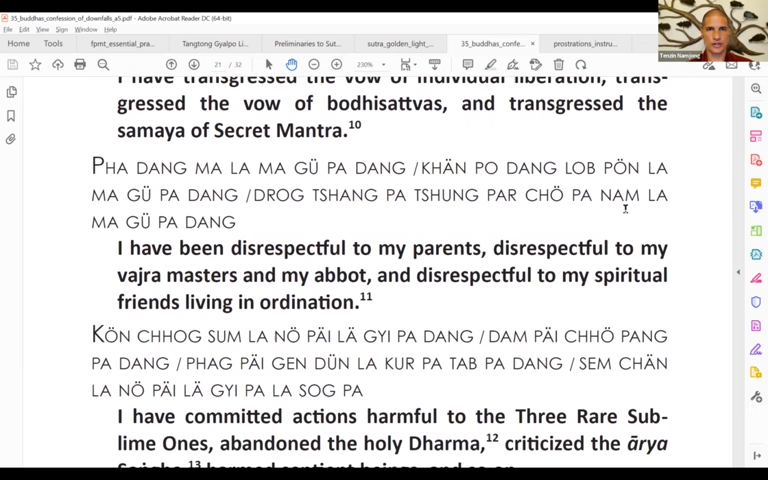 35_buddhas_confession_of_downfalls_a5.pdf - Adobe Acrobat Reader DC (64-bit)
File Edit View Sign Window Help
Home Tools fpmt_essential_pra... Tangtong Gyalpo Li... Preliminaries to Sut... sutra_golden_light_... 35_buddhas_confe... × prostrations_instru...
21 / 32 230%
Tenzin Namjong
I have transgressed the vow of individual liberation, trans-
gressed the vow of bodhisattvas, and transgressed the
samaya of Secret Mantra.10
PHA DANG MA LA MA GÜ PA DANG / KHÄN PO DANG LOB PÖN LA
MA GÜ PA DANG / DROG TSHANG PA TSHUNG PAR CHÖ PA NAM LA
MA GÜ PA DANG
I have been disrespectful to my parents, disrespectful to my
vajra masters and my abbot, and disrespectful to my spiritual
friends living in ordination.11
KÖN CHHOG SUM LA NÖ PÄI LÄ GYI PA DANG / DAM PÄI CHHÖ PANG
PA DANG / PHAG PÄI GEN DÜN LA KUR PA TAB PA DANG / SEM CHÄN
LA NÖ PÄI LÄ GYI PA LA SOG PA
I have committed actions harmful to the Three Rare Sub-
lime Ones, abandoned the holy Dharma,12 criticized the ārya
Sangha,13 harmed sentient beings, and so on.